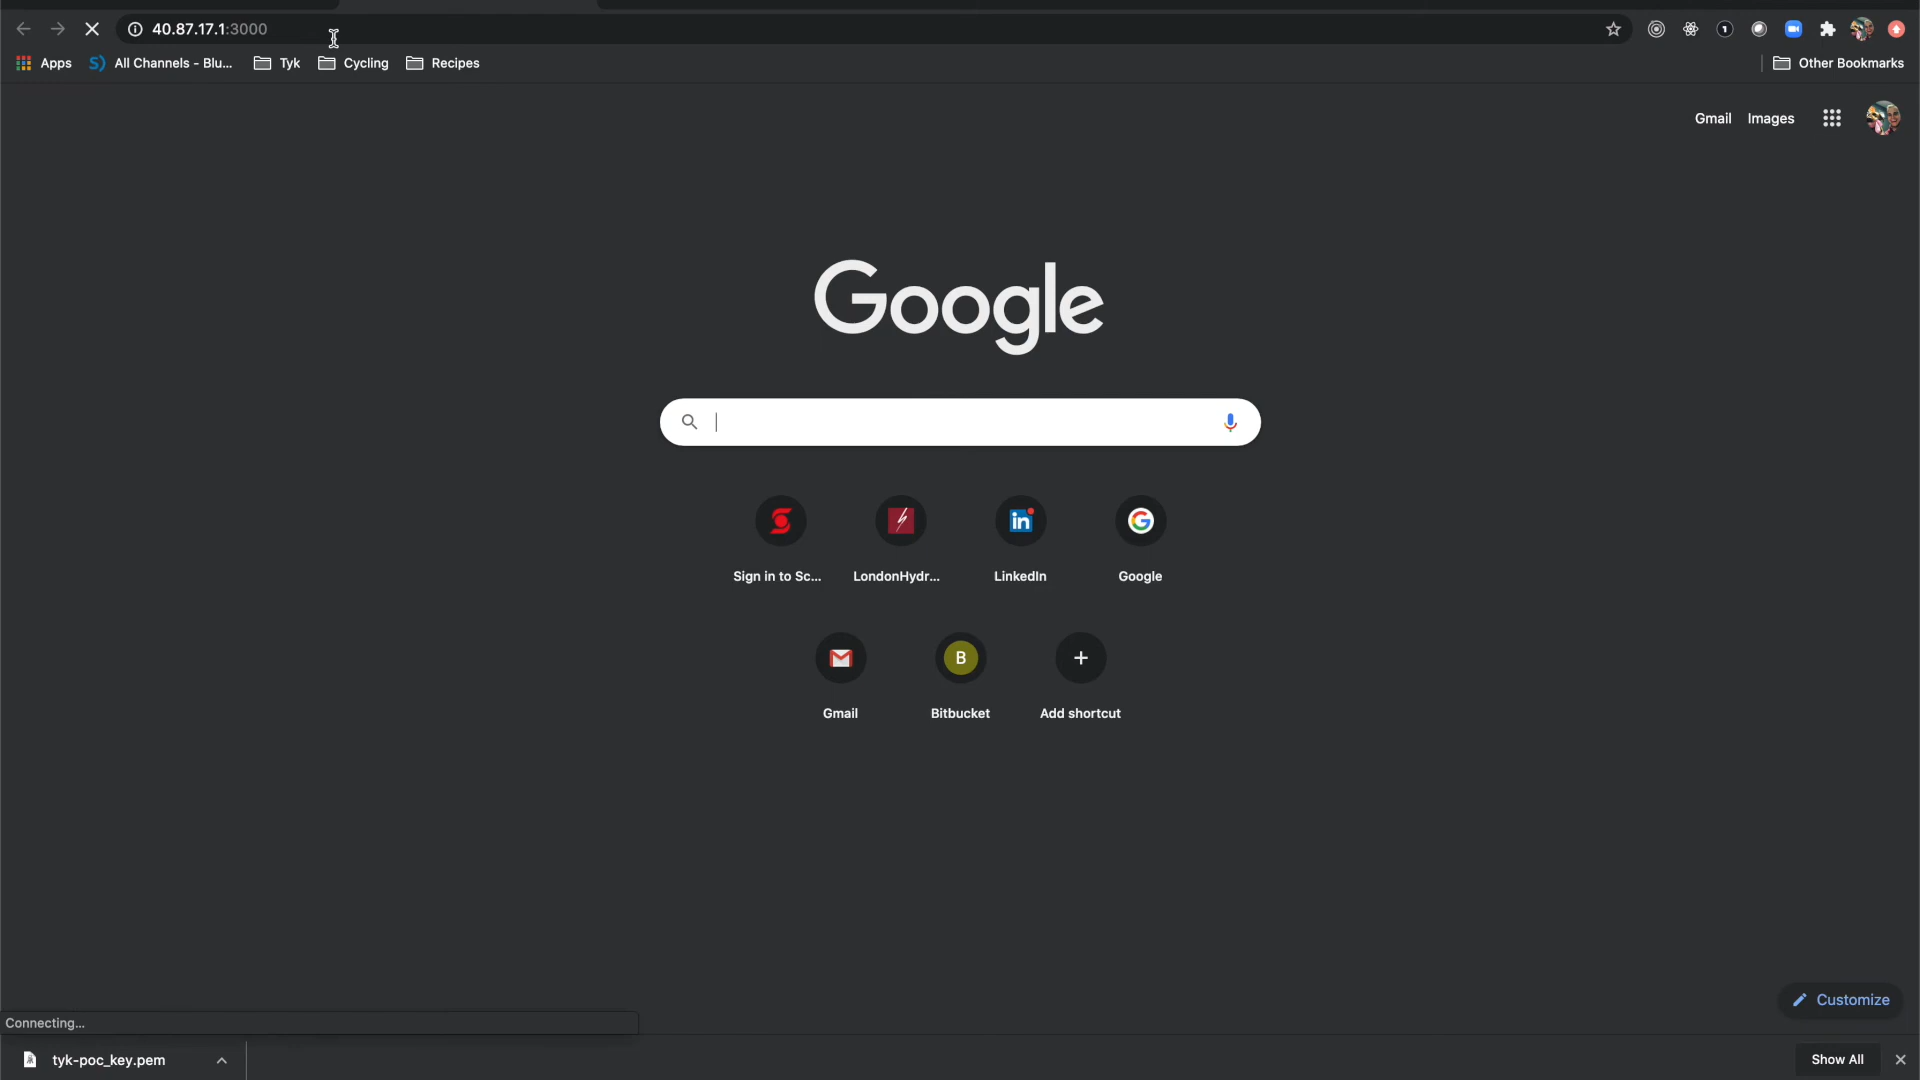 40.87.17.1:3000
Apps
All Channels - Blu...
Tyk
Cycling
Recipes
Other Bookmarks
Gmail
Images
Google
Sign in to Sc...
LondonHydr...
LinkedIn
Google
Gmail
B
Bitbucket
Add shortcut
Customize
Connecting...
tyk-poc_key.pem
Show All